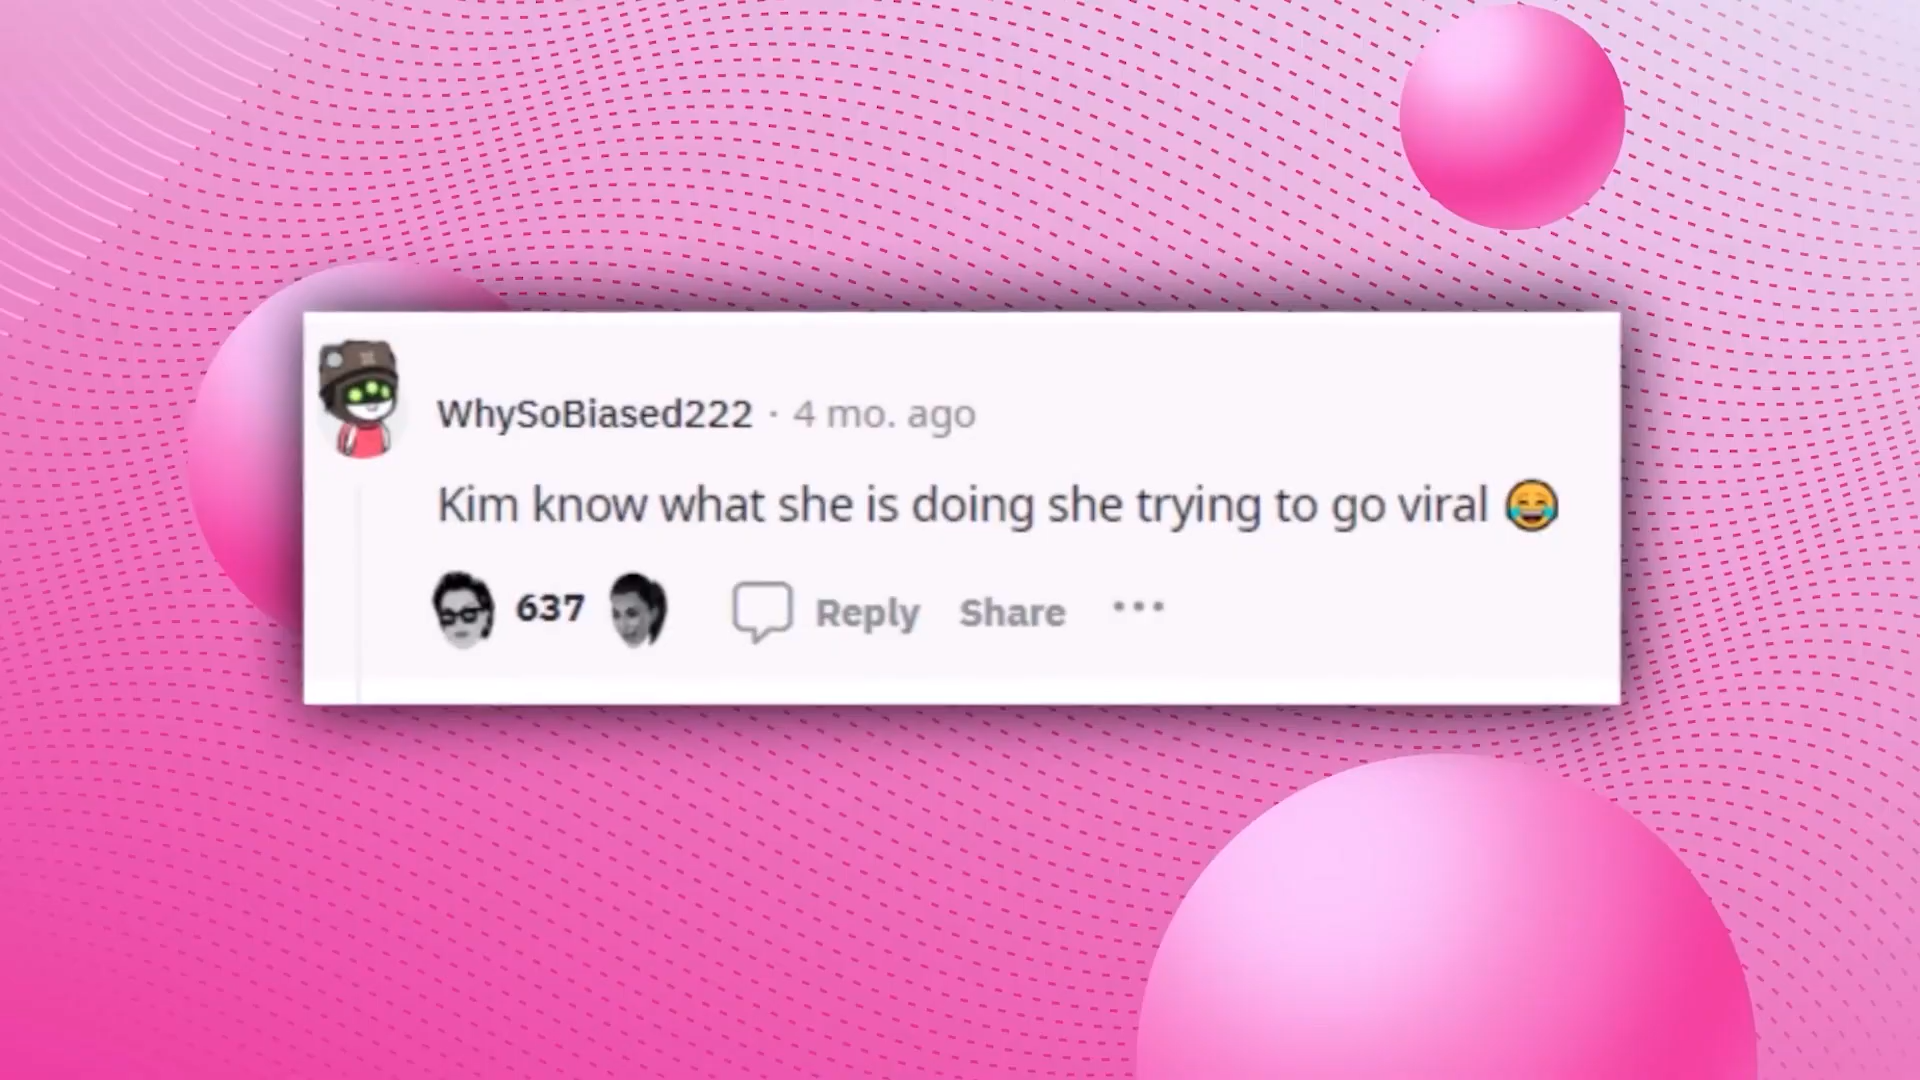 WhySoBiased222 · 4 mo. ago
Kim know what she is doing she trying to go viral 😂
637 Reply Share ...